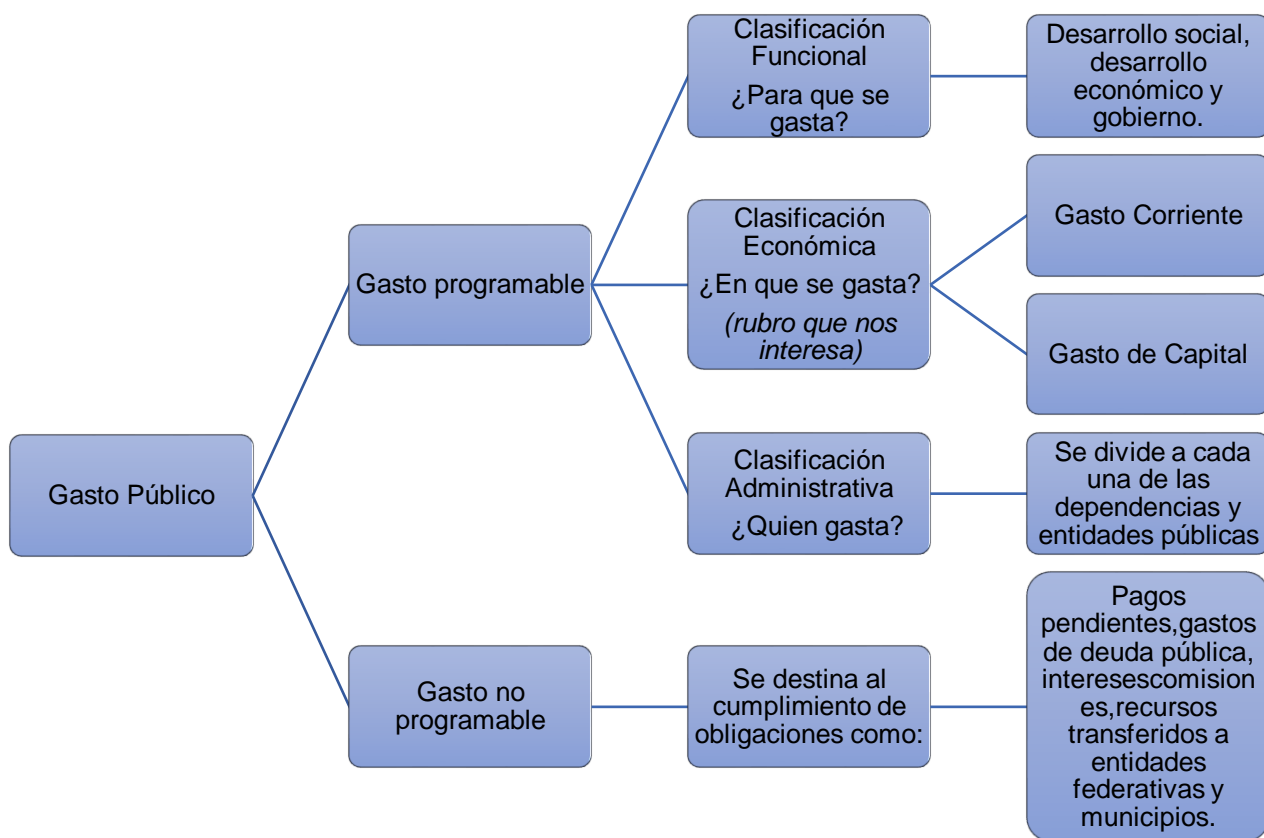 Gasto Público
Gasto programable
Clasificación
Funcional
¿Para que se
gasta?
Desarrollo social,
desarrollo
económico y
gobierno.
Clasificación
Económica
¿En que se gasta?
(rubro que nos
interesa)
Gasto Corriente
Gasto de Capital
Clasificación
Administrativa
¿Quien gasta?
Se divide a cada
una de las
dependencias y
entidades públicas
Gasto no
programable
Se destina al
cumplimiento de
obligaciones como:
Pagos
pendientes,gastos
de deuda pública,
interesescomision
es,recursos
transferidos a
entidades
federativas y
municipios.